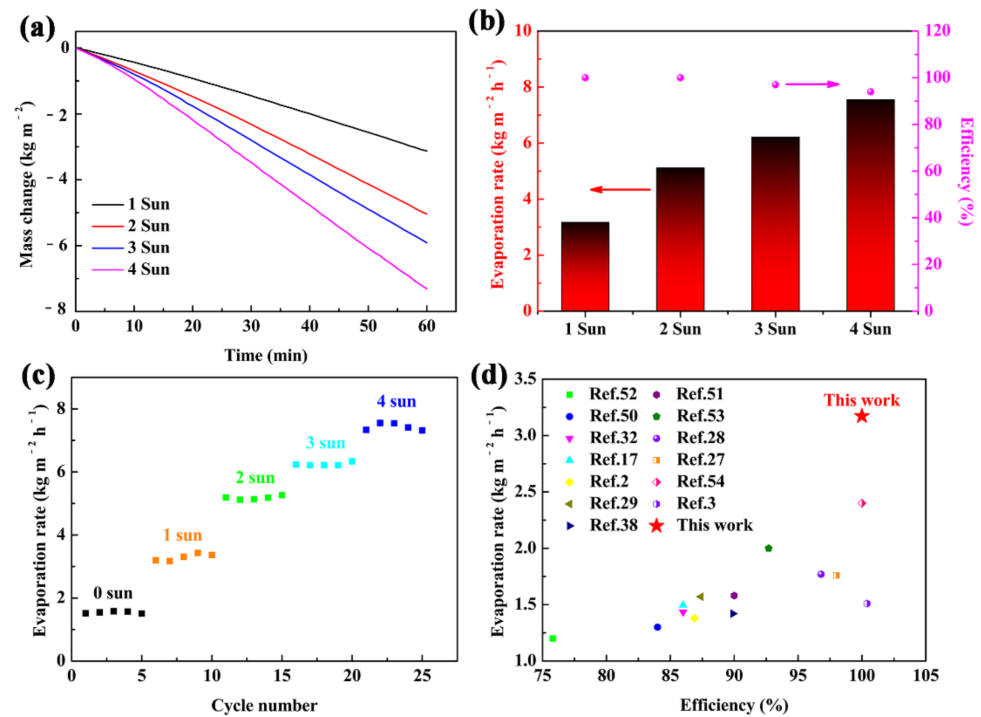 (a)
Mass change (kg m⁻²)
0
− 2
− 4
− 6
− 8
1 Sun
2 Sun
3 Sun
4 Sun
0 10 20 30 40 50 60
Time (min)
(b)
Evaporation rate (kg m⁻² h⁻¹)
10
8
6
4
2
0
1 Sun 2 Sun 3 Sun 4 Sun
120
100
80
60
40
20
0
Efficiency (%)
(c)
Evaporation rate (kg m⁻² h⁻¹)
8
6
4
2
0
4 sun
3 sun
2 sun
1 sun
0 sun
0 5 10 15 20 25
Cycle number
(d)
Evaporation rate (kg m⁻² h⁻¹)
3.5
3.0
2.5
2.0
1.5
1.0
Ref.52 Ref.51
Ref.50 Ref.53
Ref.32 Ref.28
Ref.17 Ref.27
Ref.2 Ref.54
Ref.29 Ref.3
Ref.38 This work
This work
75 80 85 90 95 100 105
Efficiency (%)